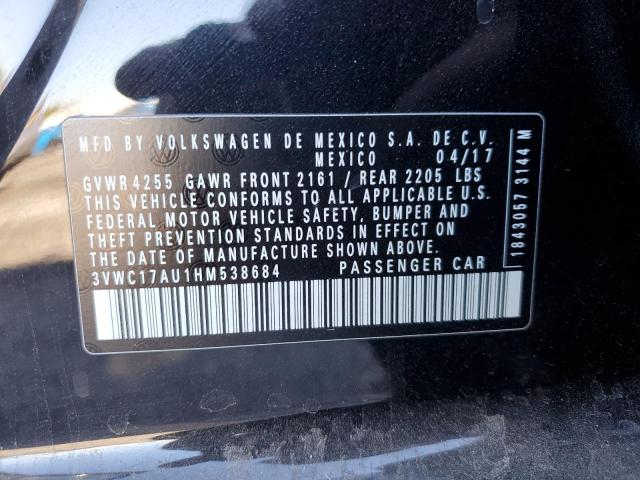 MFD BY VOLKSWAGEN DE MEXICO S.A. DE C.V.
MEXICO 04/17
GVWR 4255 GAWR FRONT 2161 / REAR 2205 LBS
THIS VEHICLE CONFORMS TO ALL APPLICABLE U.S.
FEDERAL MOTOR VEHICLE SAFETY, BUMPER AND
THEFT PREVENTION STANDARDS IN EFFECT ON
THE DATE OF MANUFACTURE SHOWN ABOVE.
3VWC17AU1HM538684 PASSENGER CAR
18430067 3144 M